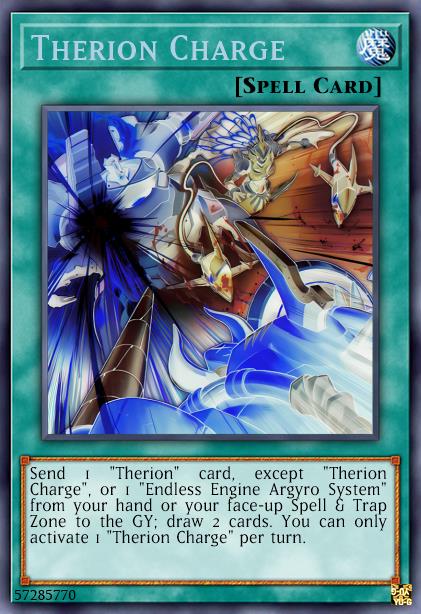 THERION CHARGE
魔
[SPELL CARD]
Send 1 "Therion" card, except "Therion
Charge", or 1 "Endless Engine Argyro System"
from your hand or your face-up Spell & Trap
Zone to the GY; draw 2 cards. You can only
activate 1 "Therion Charge" per turn.
57285770